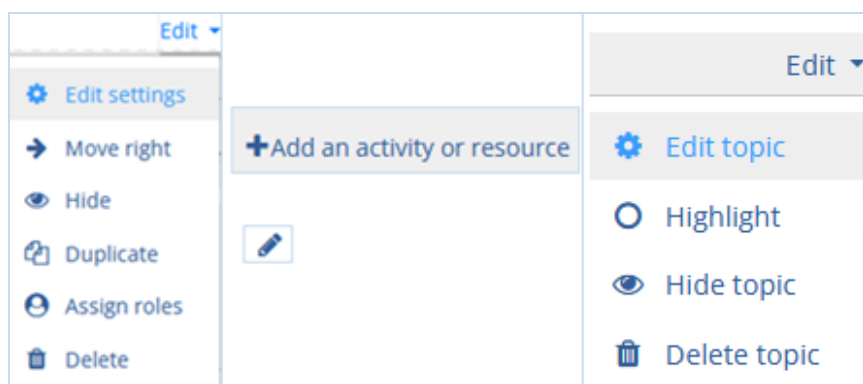 Edit
Edit settings
Move right
Hide
Duplicate
Assign roles
Delete
Add an activity or resource
Edit
Edit topic
Highlight
Hide topic
Delete topic